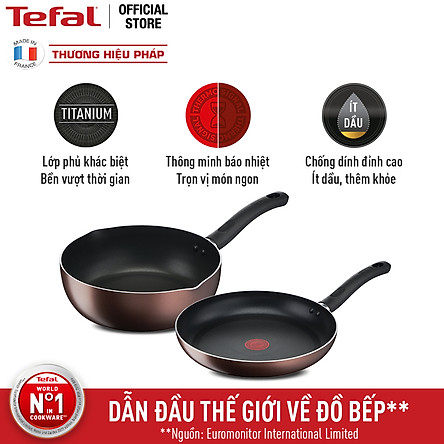 Tefal
OFFICIAL
STORE
MADE IN
FRANCE
THƯƠNG HIỆU PHÁP
TITANIUM
ÍT
DẦU
Lớp phủ khác biệt
Bền vượt thời gian
Thông minh báo nhiệt
Trọn vị món ngon
Chống dính đỉnh cao
Ít dầu, thêm khỏe
Tefal
WORLD
Nº1
IN
COOKWARE**
DẪN ĐẦU THẾ GIỚI VỀ ĐỒ BẾP**
**Nguồn: Euromonitor International Limited